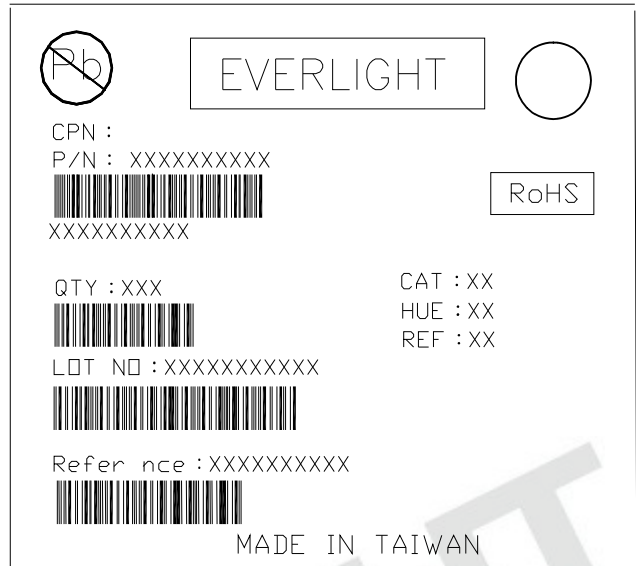 Pb
EVERLIGHT
CPN :
P/N : XXXXXXXXXX
RoHS
XXXXXXXXXX
QTY : XXX
CAT : XX
HUE : XX
REF : XX
LOT NO : XXXXXXXXXXX
Refer nce : XXXXXXXXXX
MADE IN TAIWAN